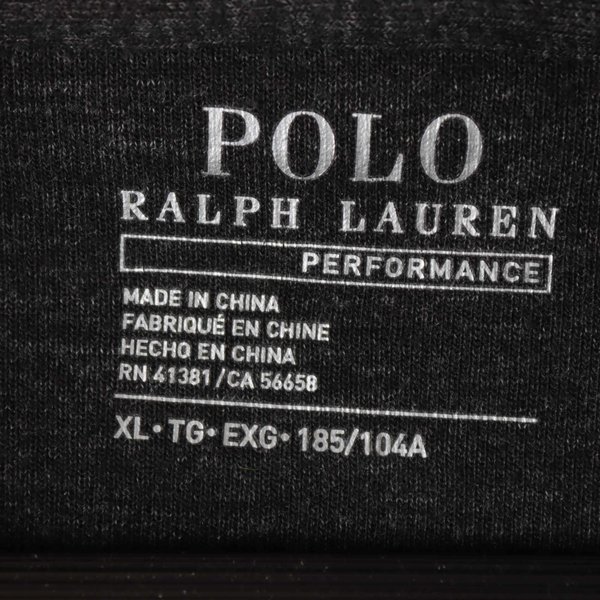 POLO
RALPH LAUREN
PERFORMANCE
MADE IN CHINA
FABRIQUÉ EN CHINE
HECHO EN CHINA
RN 41381 / CA 56658
XL • TG • EXG • 185/104A